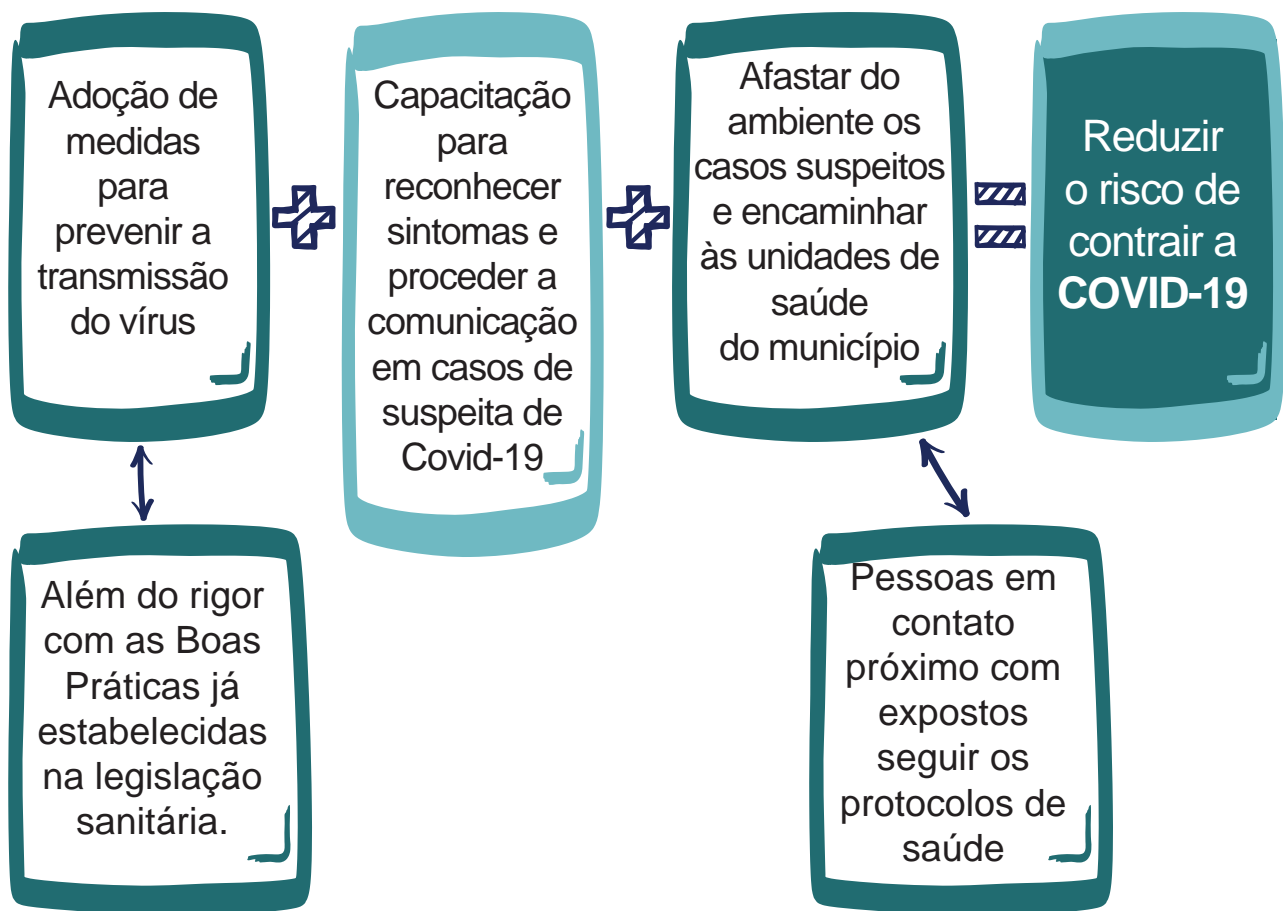 Adoção de
medidas
para
prevenir a
transmissão
do vírus
Capacitação
para
reconhecer
sintomas e
proceder a
comunicação
em casos de
suspeita de
Covid-19
Afastar do
ambiente os
casos suspeitos
e encaminhar
às unidades de
saúde
do município
Reduzir
o risco de
contrair a
COVID-19
Além do rigor
com as Boas
Práticas já
estabelecidas
na legislação
sanitária.
Pessoas em
contato
próximo com
expostos
seguir os
protocolos de
saúde